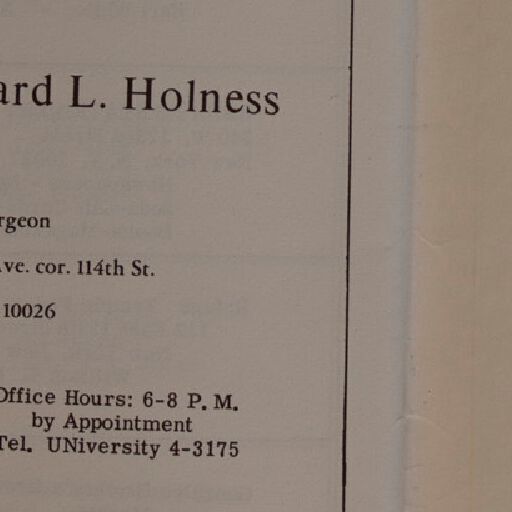 ard L. Holness
rgeon
ve. cor. 114th St.
10026
Office Hours: 6-8 P. M.
by Appointment
Tel. UNiversity 4-3175